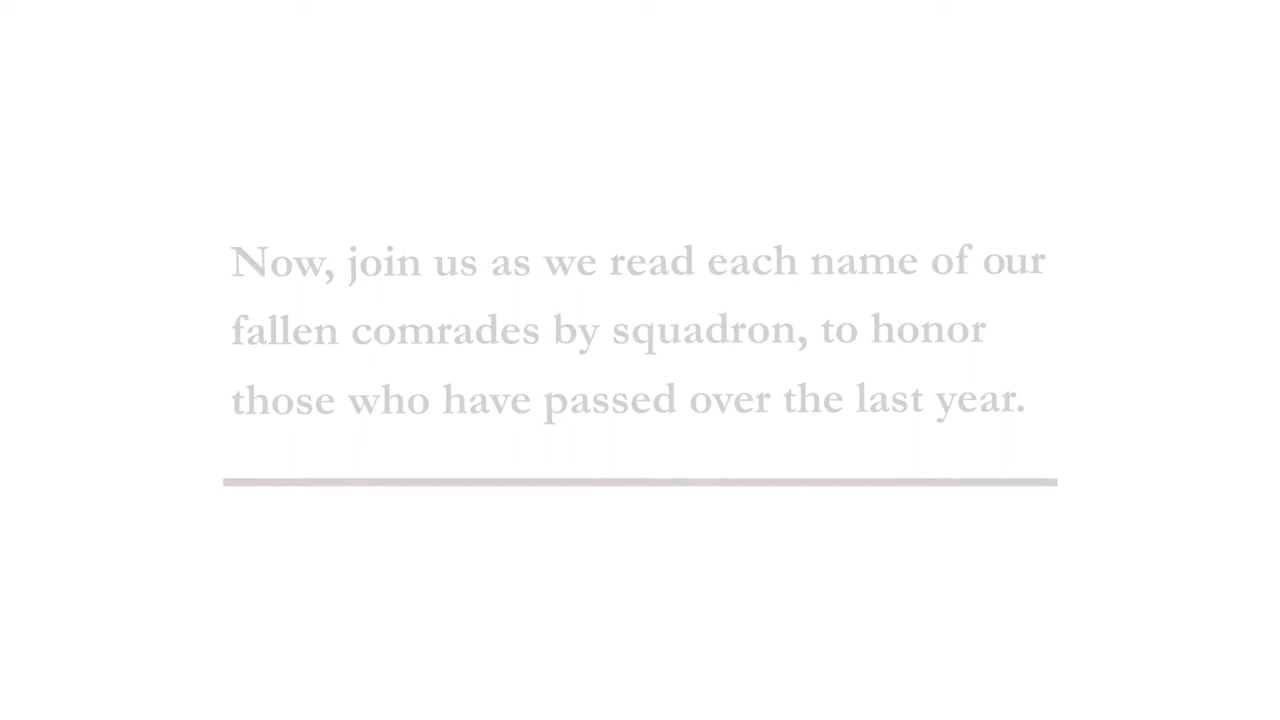 Now, join us as we read each name of our
fallen comrades by squadron, to honor
those who have passed over the last year.